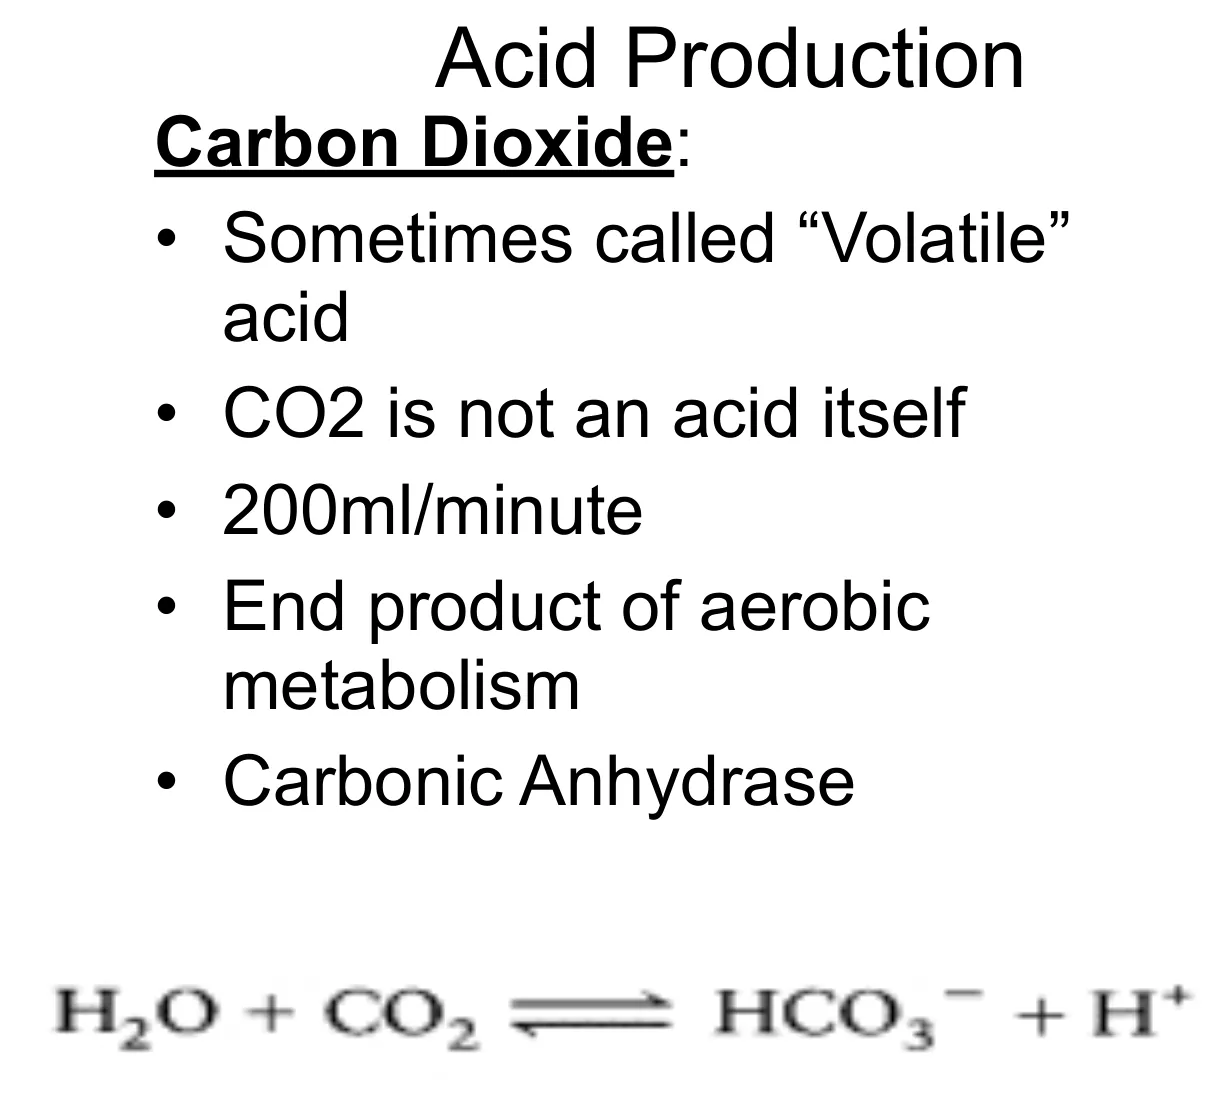 Acid Production
Carbon Dioxide:
• Sometimes called “Volatile”
acid
• CO2 is not an acid itself
• 200ml/minute
• End product of aerobic
metabolism
• Carbonic Anhydrase
H₂O + CO₂ ⇌ HCO₃⁻ + H⁺